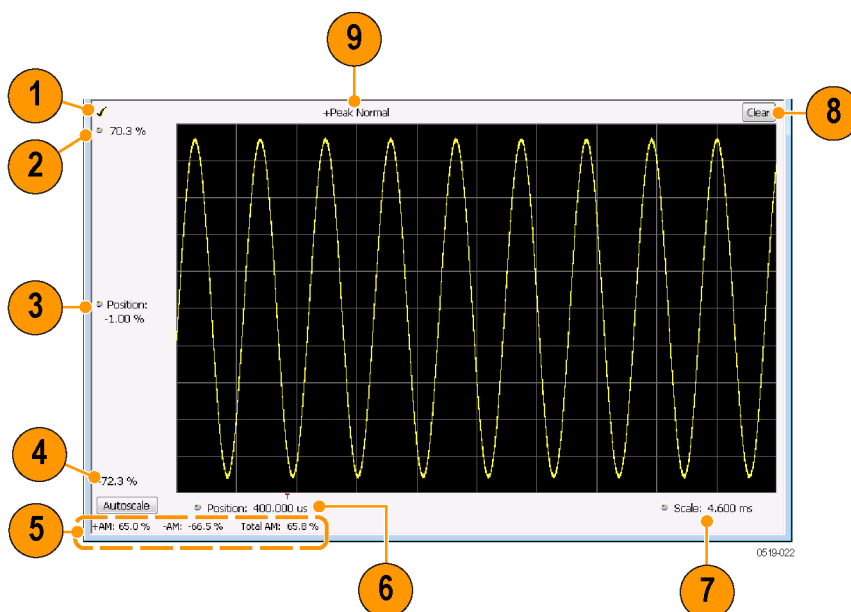 9
1
+Peak Normal
Clear
8
2
70.3 %
3
Position:
-1.00 %
4
-72.3 %
Autoscale
Position: 400.000 us
Scale: 4.600 ms
5
+AM: 65.0 % -AM: -66.5 % Total AM: 65.8 %
T
0519-022
6
7